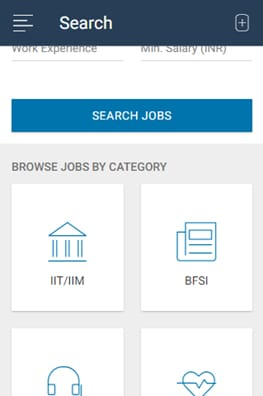 Search
Work Experience Min. Salary (INR)
SEARCH JOBS
BROWSE JOBS BY CATEGORY
IIT/IIM BFSI